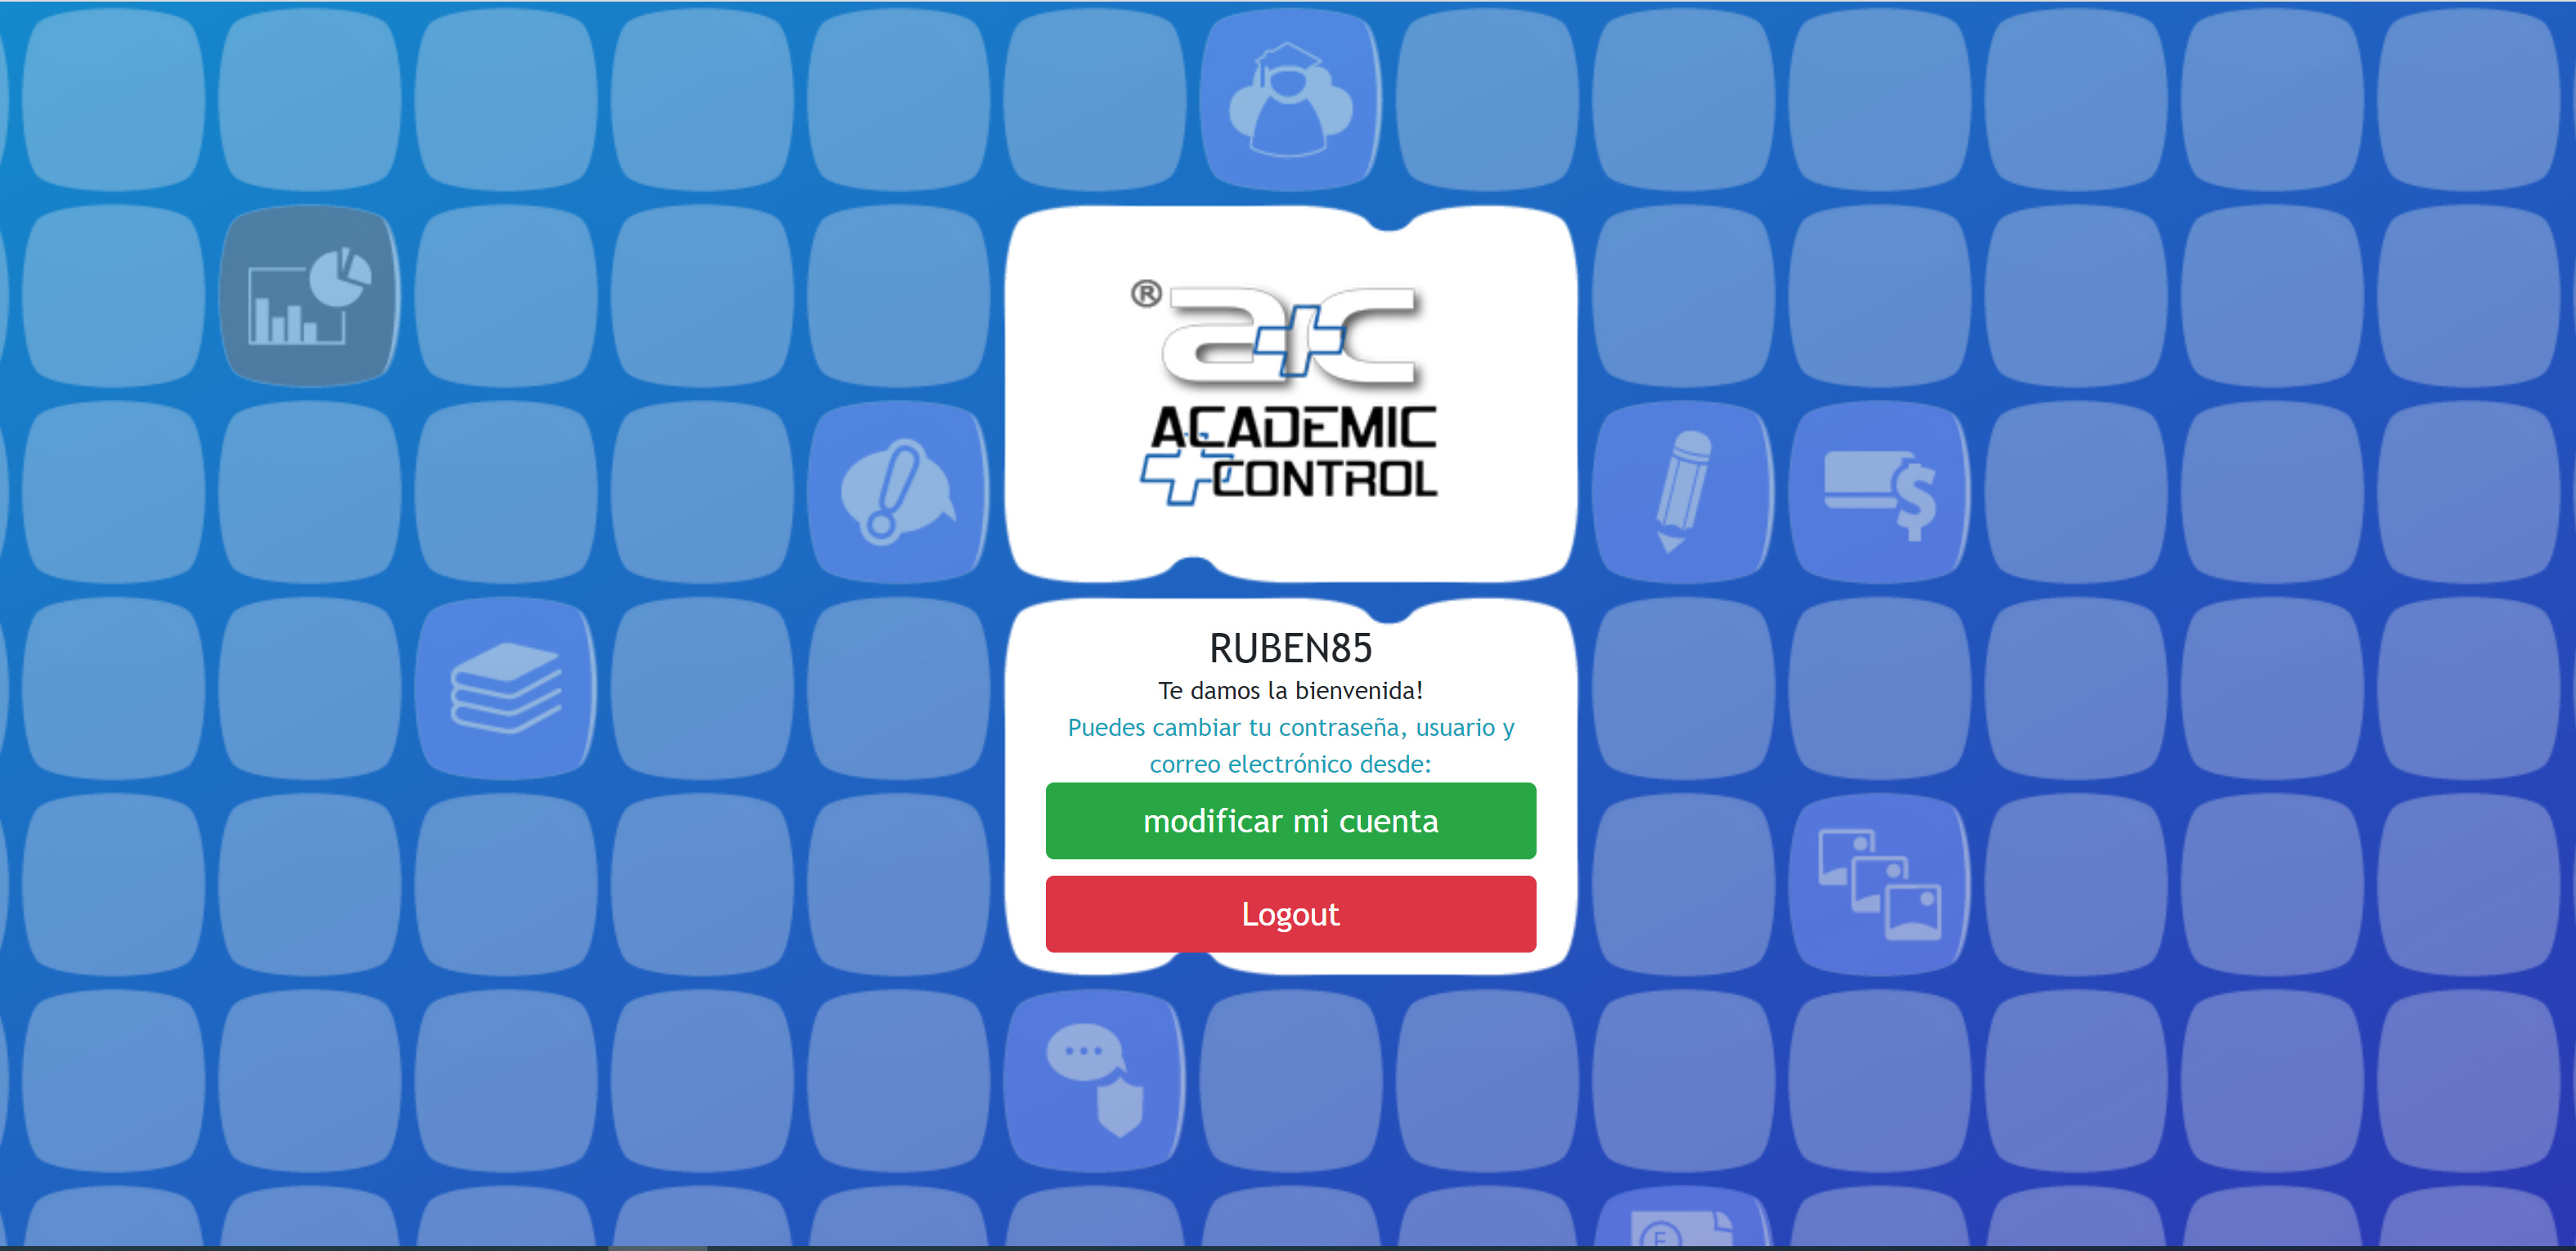 ®
a+c
ACADEMIC
+CONTROL
RUBEN85
Te damos la bienvenida!
Puedes cambiar tu contraseña, usuario y
correo electrónico desde:
modificar mi cuenta
Logout
$
E